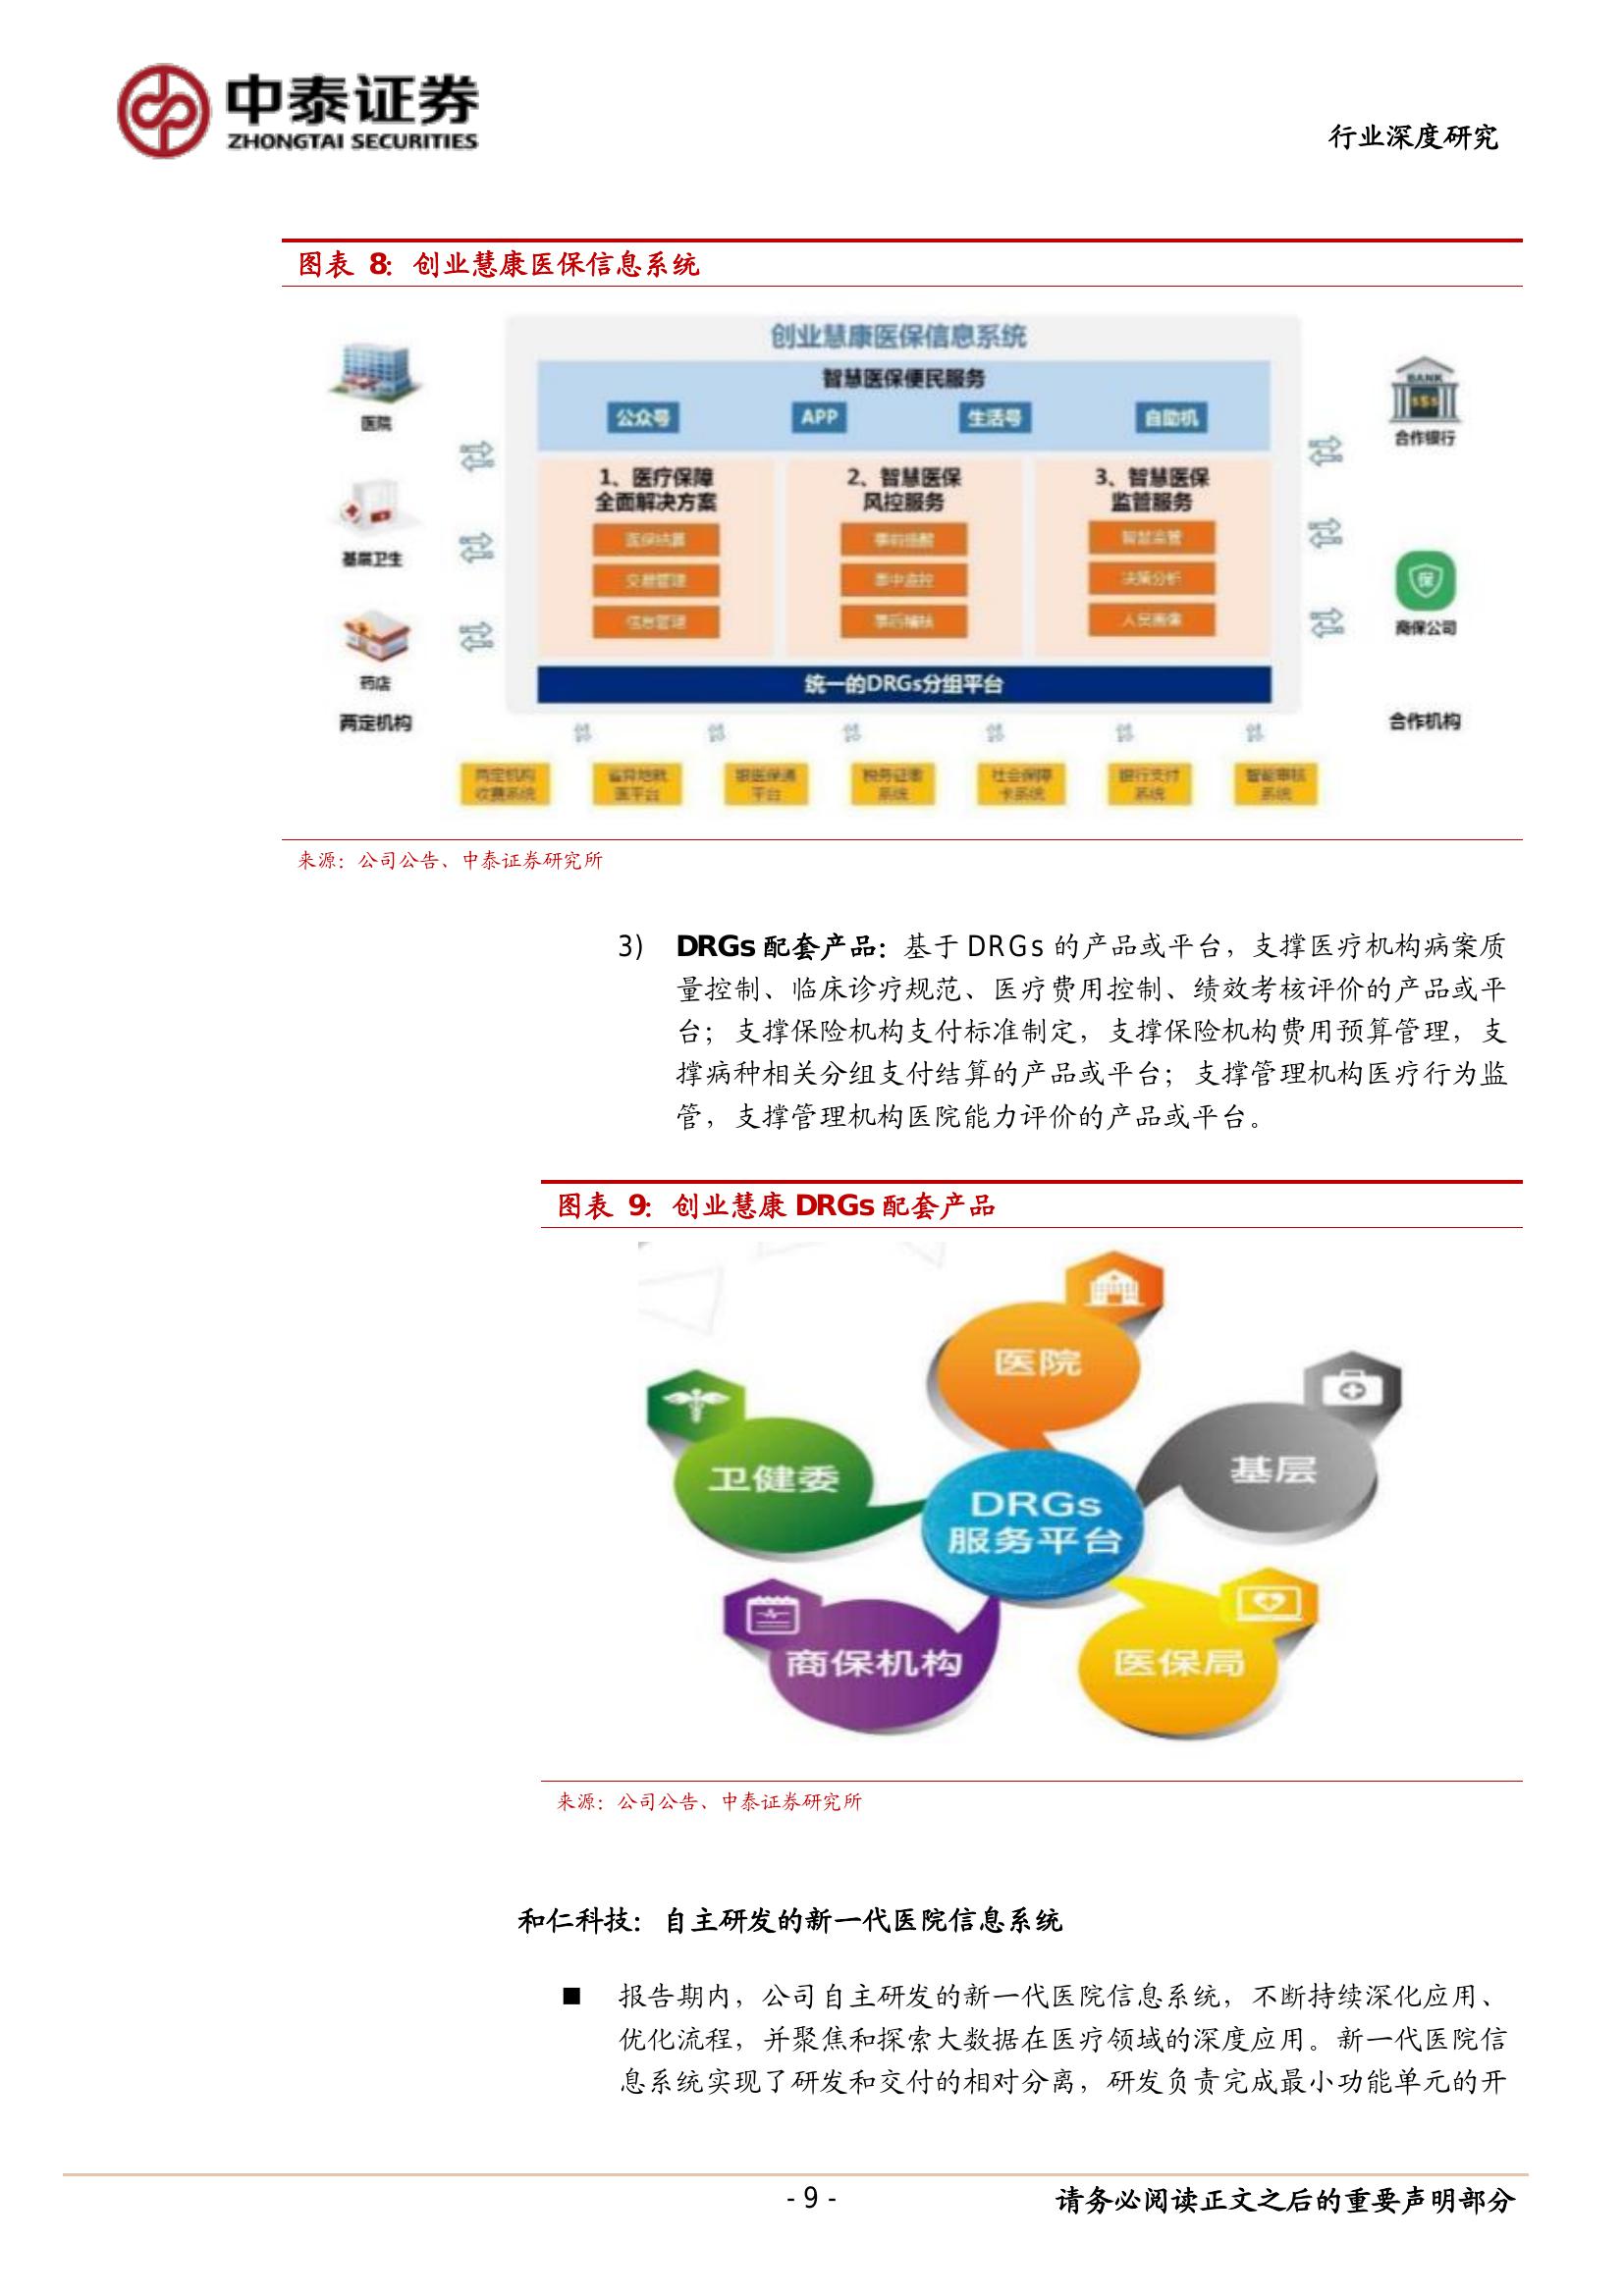 中泰证券
ZHONGTAI SECURITIES
行业深度研究
图表 8：创业慧康医保信息系统
创业慧康医保信息系统
智慧医保便民服务
公众号 APP 生活号 自助机
医院
基层卫生
药店
两定机构
1、医疗保障
全面解决方案
医保结算
交易管理
信息管理
2、智慧医保
风控服务
事前提醒
事中监控
事后稽核
3、智慧医保
监管服务
智慧监管
决策分析
人员画像
BANK
合作银行
商保公司
合作机构
统一的DRGs分组平台
两定机构
收费系统
省异地就
医平台
银医保通
平台
税务征缴
系统
社会保障
卡系统
银行支付
系统
智能审核
系统
来源：公司公告、中泰证券研究所
3) DRGs 配套产品：基于 DRGs 的产品或平台，支撑医疗机构病案质
量控制、临床诊疗规范、医疗费用控制、绩效考核评价的产品或平
台；支撑保险机构支付标准制定，支撑保险机构费用预算管理，支
撑病种相关分组支付结算的产品或平台；支撑管理机构医疗行为监
管，支撑管理机构医院能力评价的产品或平台。
图表 9：创业慧康 DRGs 配套产品
医院
卫健委
基层
DRGs
服务平台
商保机构
医保局
来源：公司公告、中泰证券研究所
和仁科技：自主研发的新一代医院信息系统
■ 报告期内，公司自主研发的新一代医院信息系统，不断持续深化应用、
优化流程，并聚焦和探索大数据在医疗领域的深度应用。新一代医院信
息系统实现了研发和交付的相对分离，研发负责完成最小功能单元的开
- 9 -
请务必阅读正文之后的重要声明部分